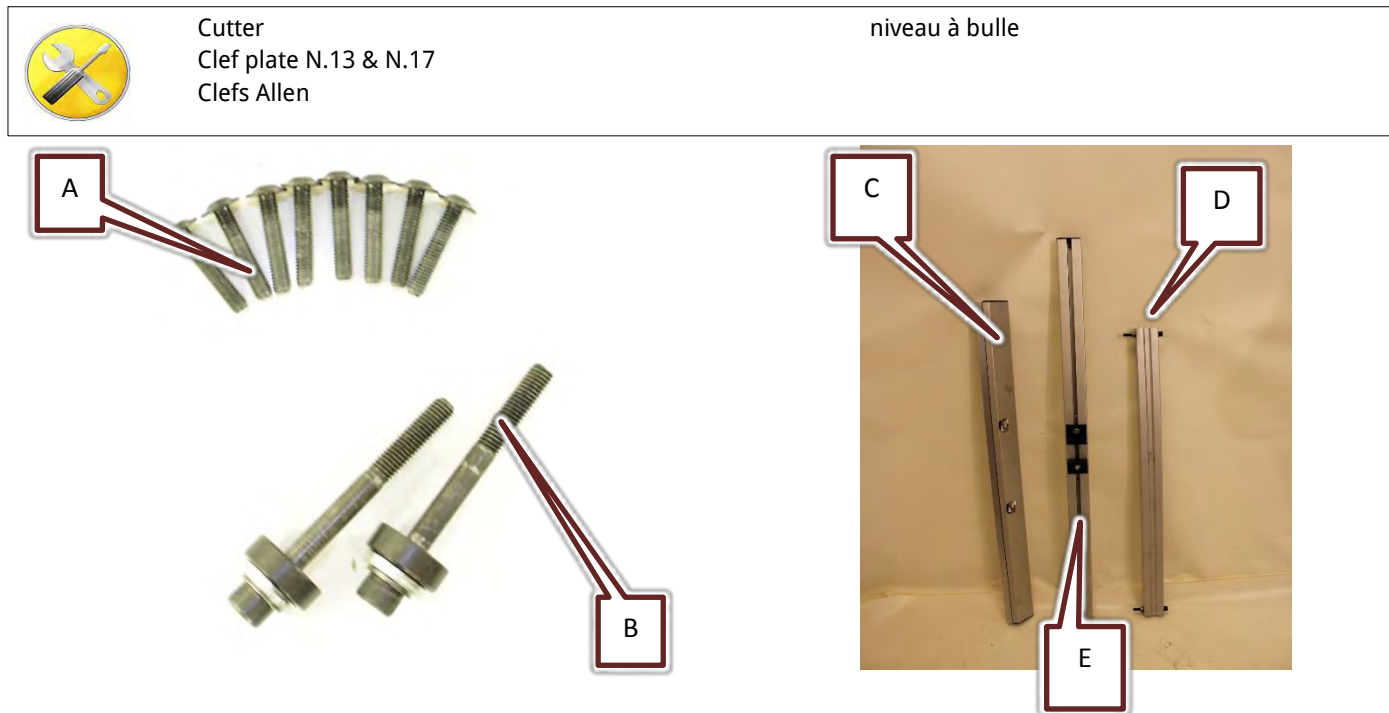 Cutter
Clef plate N.13 & N.17
Clefs Allen
niveau à bulle
A
B
C
D
E